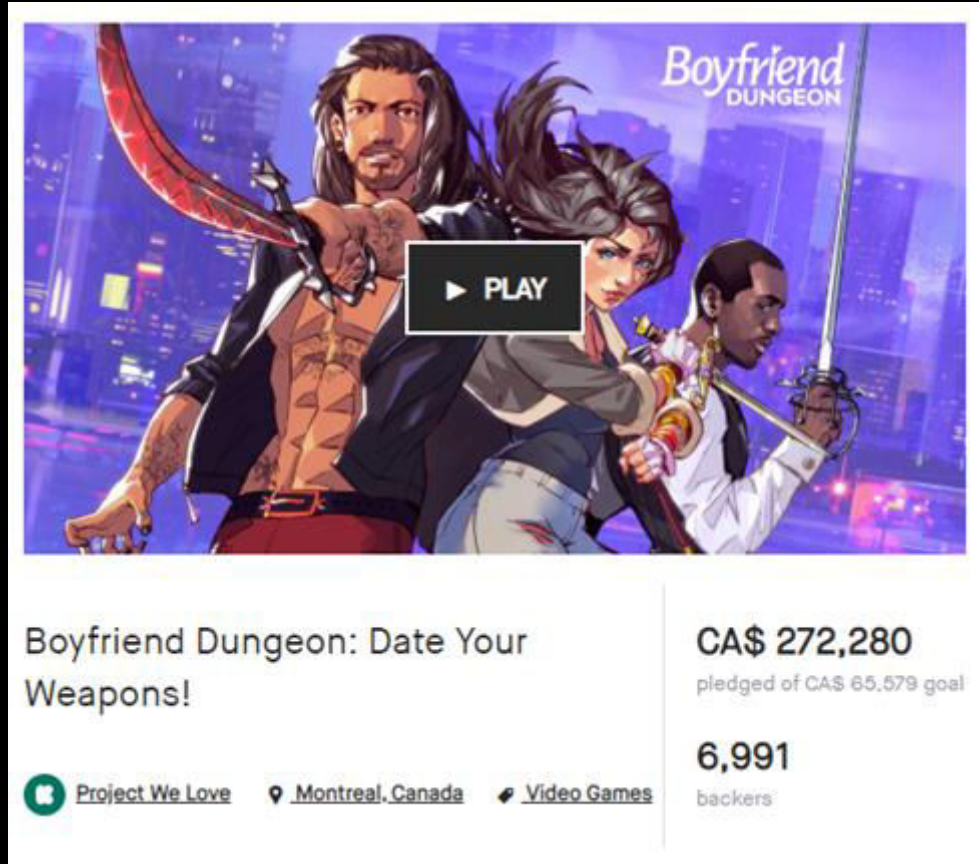 Boyfriend
DUNGEON
▶ PLAY
Boyfriend Dungeon: Date Your
Weapons!
Project We Love
Montreal, Canada
Video Games
CA$ 272,280
pledged of CA$ 65,579 goal
6,991
backers